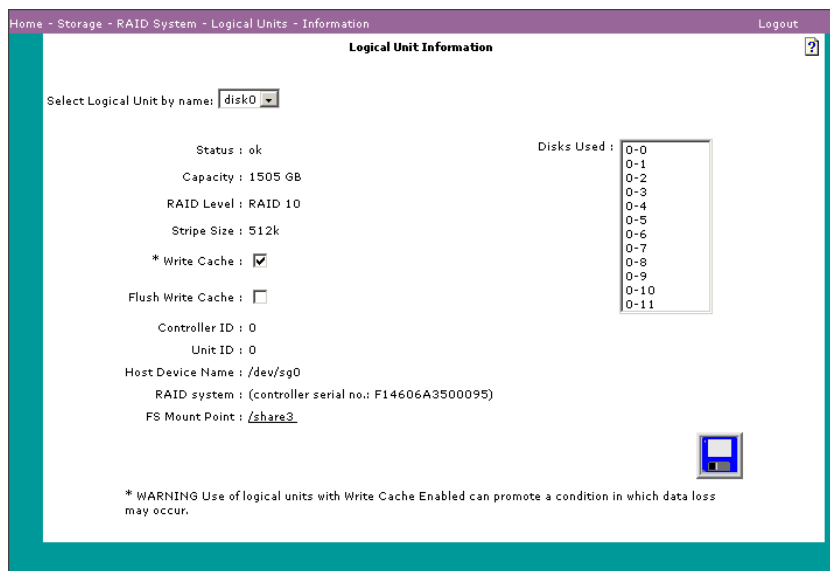 Home - Storage - RAID System - Logical Units - Information
Logout
Logical Unit Information
?
Select Logical Unit by name: disk0
Status : ok
Capacity : 1505 GB
RAID Level : RAID 10
Stripe Size : 512k
* Write Cache :
Flush Write Cache :
Controller ID : 0
Unit ID : 0
Host Device Name : /dev/sg0
RAID system : (controller serial no.: F14606A3500095)
FS Mount Point : /share3
Disks Used :
0-0
0-1
0-2
0-3
0-4
0-5
0-6
0-7
0-8
0-9
0-10
0-11
* WARNING Use of logical units with Write Cache Enabled can promote a condition in which data loss
may occur.